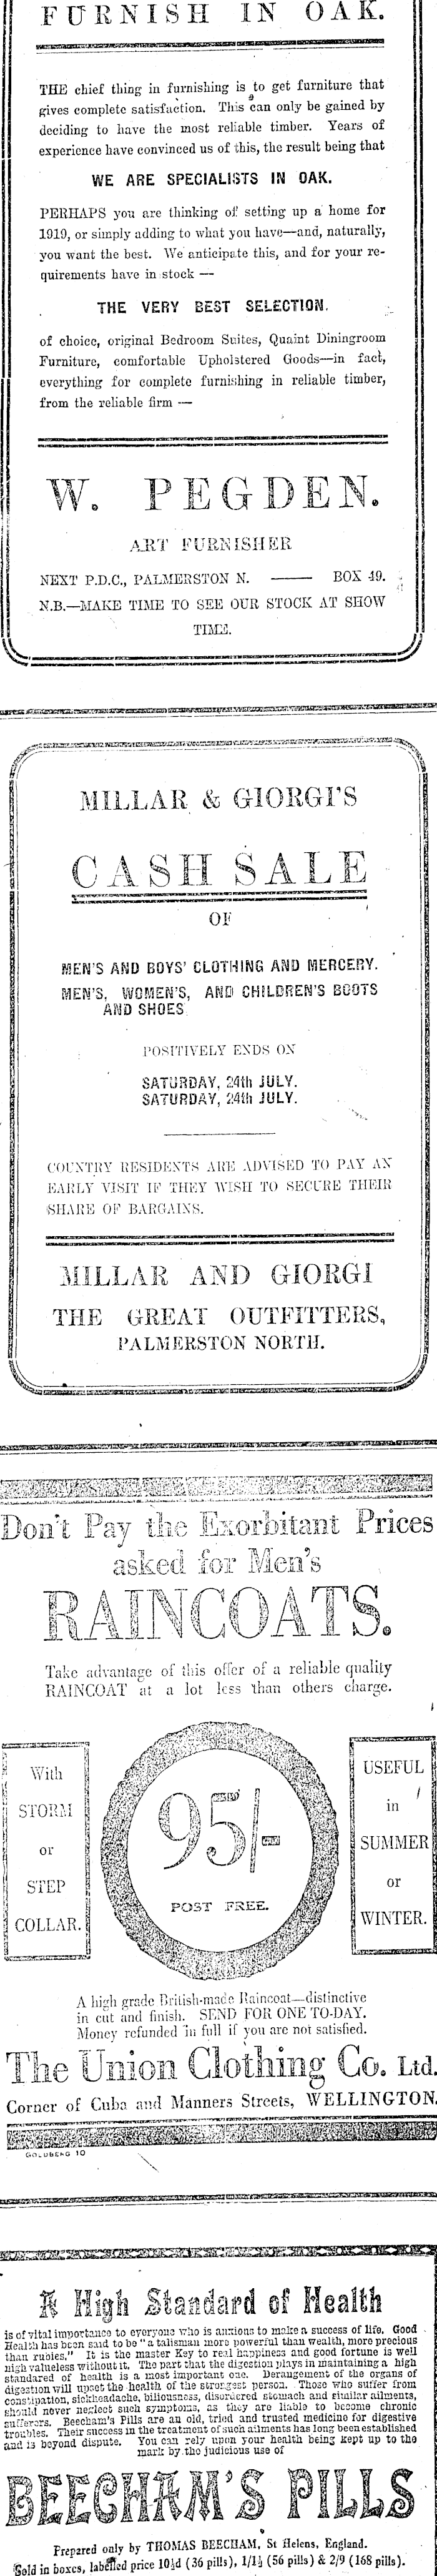 FURNISH IN OAK.
THE chief thing in furnishing is to get furniture that
gives complete satisfaction. This can only be gained by
deciding to have the most reliable timber. Years of
experience have convinced us of this, the result being that
WE ARE SPECIALISTS IN OAK.
PERHAPS you are thinking of setting up a home for
1919, or simply adding to what you have—and, naturally,
you want the best. We anticipate this, and for your re-
quirements have in stock —
THE VERY BEST SELECTION.
of choice, original Bedroom Suites, Quaint Diningroom
Furniture, comfortable Upholstered Goods—in fact,
everything for complete furnishing in reliable timber,
from the reliable firm —
W. PEGDEN.
ART FURNISHER
NEXT P.D.C., PALMERSTON N. —— BOX 49.
N.B.—MAKE TIME TO SEE OUR STOCK AT SHOW
TIME.
MILLAR & GIORGI'S
CASH SALE
OF
MEN'S AND BOYS' CLOTHING AND MERCERY.
MEN'S, WOMEN'S, AND CHILDREN'S BOOTS
AND SHOES
POSITIVELY ENDS ON
SATURDAY, 24th JULY.
SATURDAY, 24th JULY.
COUNTRY RESIDENTS ARE ADVISED TO PAY AN
EARLY VISIT IF THEY WISH TO SECURE THEIR
SHARE OF BARGAINS.
MILLAR AND GIORGI
THE GREAT OUTFITTERS,
PALMERSTON NORTH.
Don't Pay the Exorbitant Prices
asked for Men's
RAINCOATS.
Take advantage of this offer of a reliable quality
RAINCOAT at a lot less than others charge.
With
STORM
or
STEP
COLLAR.
95/-
POST FREE.
USEFUL
in
SUMMER
or
WINTER.
A high grade British-made Raincoat—distinctive
in cut and finish. SEND FOR ONE TO-DAY.
Money refunded in full if you are not satisfied.
The Union Clothing Co. Ltd.
Corner of Cuba and Manners Streets, WELLINGTON.
GOLDBERG 10
A High Standard of Health
is of vital importance to everyone who is anxious to make a success of life. Good
Health has been said to be "a talisman more powerful than wealth, more precious
than rubies." It is the master Key to real happiness and good fortune is well
nigh valueless without it. The part that the digestion plays in maintaining a high
standared of health is a most important one. Derangement of the organs of
digestion will upset the health of the strongest person. Those who suffer from
constipation, sickheadache, biliousness, disordered stomach and similar ailments,
should never neglect such symptoms, as they are liable to become chronic
sufferers. Beecham's Pills are an old, tried and trusted medicine for digestive
troubles. Their success in the treatment of such ailments has long been established
and is beyond dispute. You can rely upon your health being kept up to the
mark by the judicious use of
BEECHAM'S PILLS
Prepared only by THOMAS BEECHAM, St Helens, England.
Sold in boxes, labelled price 10½d (36 pills), 1/1½ (56 pills) & 2/9 (168 pills).